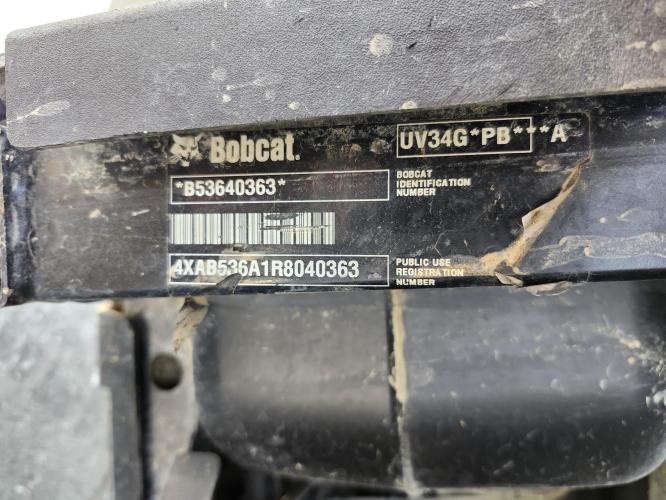 Bobcat.
UV34G*PB***A
*B53640363*
BOBCAT
IDENTIFICATION
NUMBER
4XAB536A1R8040363
PUBLIC USE
REGISTRATION
NUMBER